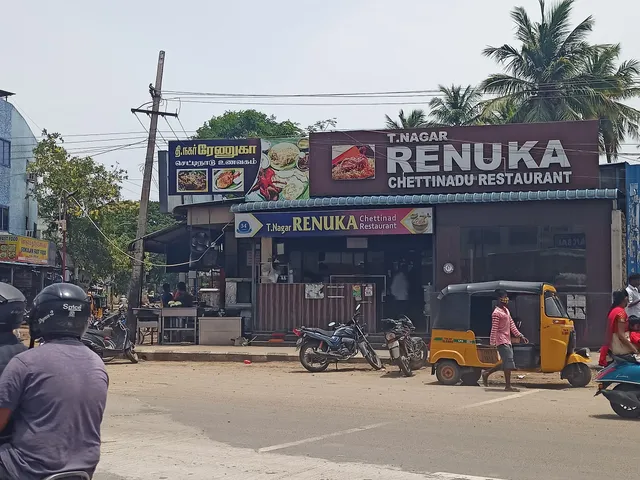 தி.நகர் ரேணுகா
செட்டிநாடு உணவகம்
T.NAGAR
RENUKA
CHETTINADU RESTAURANT
T.Nagar RENUKA Chettinad
Restaurant